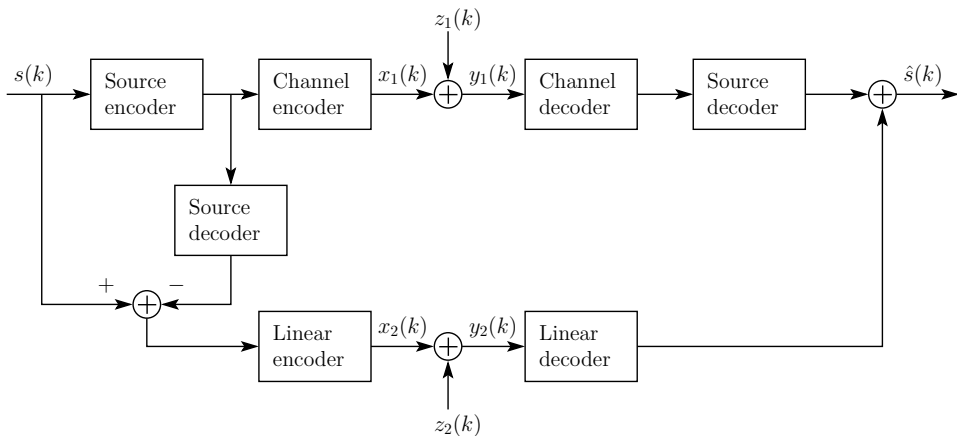 z₁(k)
s(k)
Source
encoder
Channel
encoder
x₁(k)
y₁(k)
Channel
decoder
Source
decoder
ŝ(k)
Source
decoder
+
−
Linear
encoder
x₂(k)
y₂(k)
Linear
decoder
z₂(k)